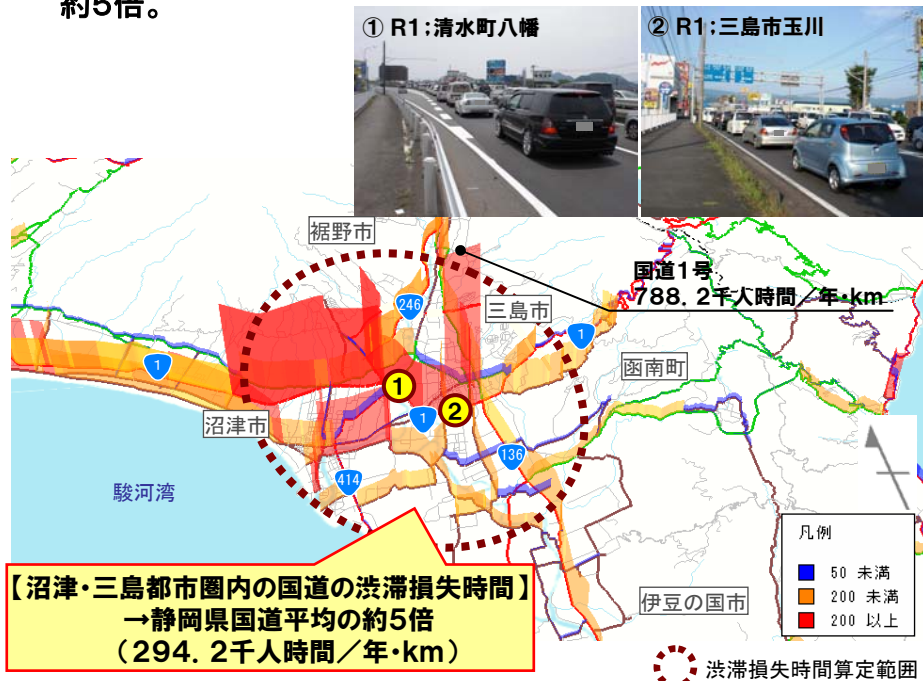 約5倍。
① R1；清水町八幡
② R1；三島市玉川
裾野市
国道1号
788．2千人時間／年・km
246
三島市
1
1
函南町
1
2
1
沼津市
136
414
駿河湾
凡例
50 未満
200 未満
200 以上
【沼津・三島都市圏内の国道の渋滞損失時間】
→静岡県国道平均の約5倍
（294．2千人時間／年・km）
伊豆の国市
渋滞損失時間算定範囲